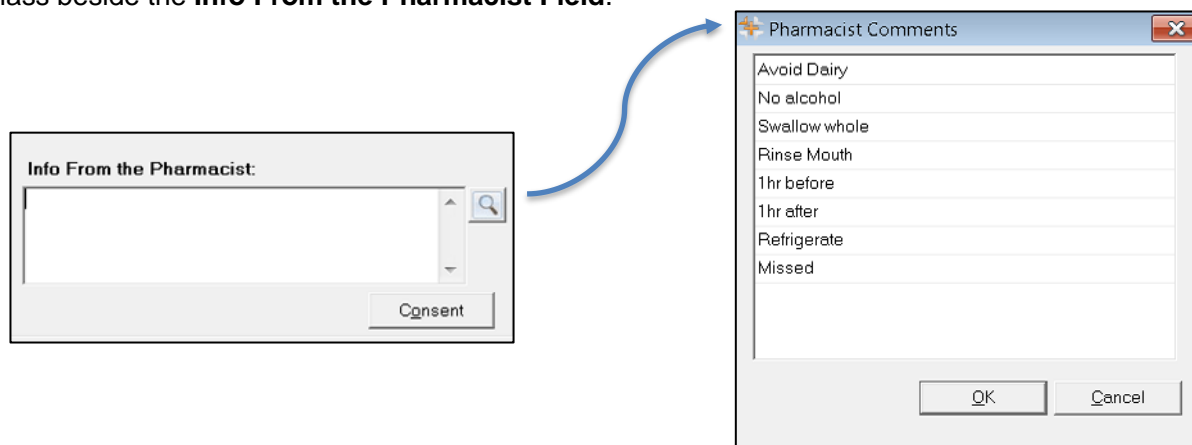 beside the Info From the Pharmacist Field.
Info From the Pharmacist:
Consent
Pharmacist Comments
Avoid Dairy
No alcohol
Swallow whole
Rinse Mouth
1hr before
1hr after
Refrigerate
Missed
OK
Cancel